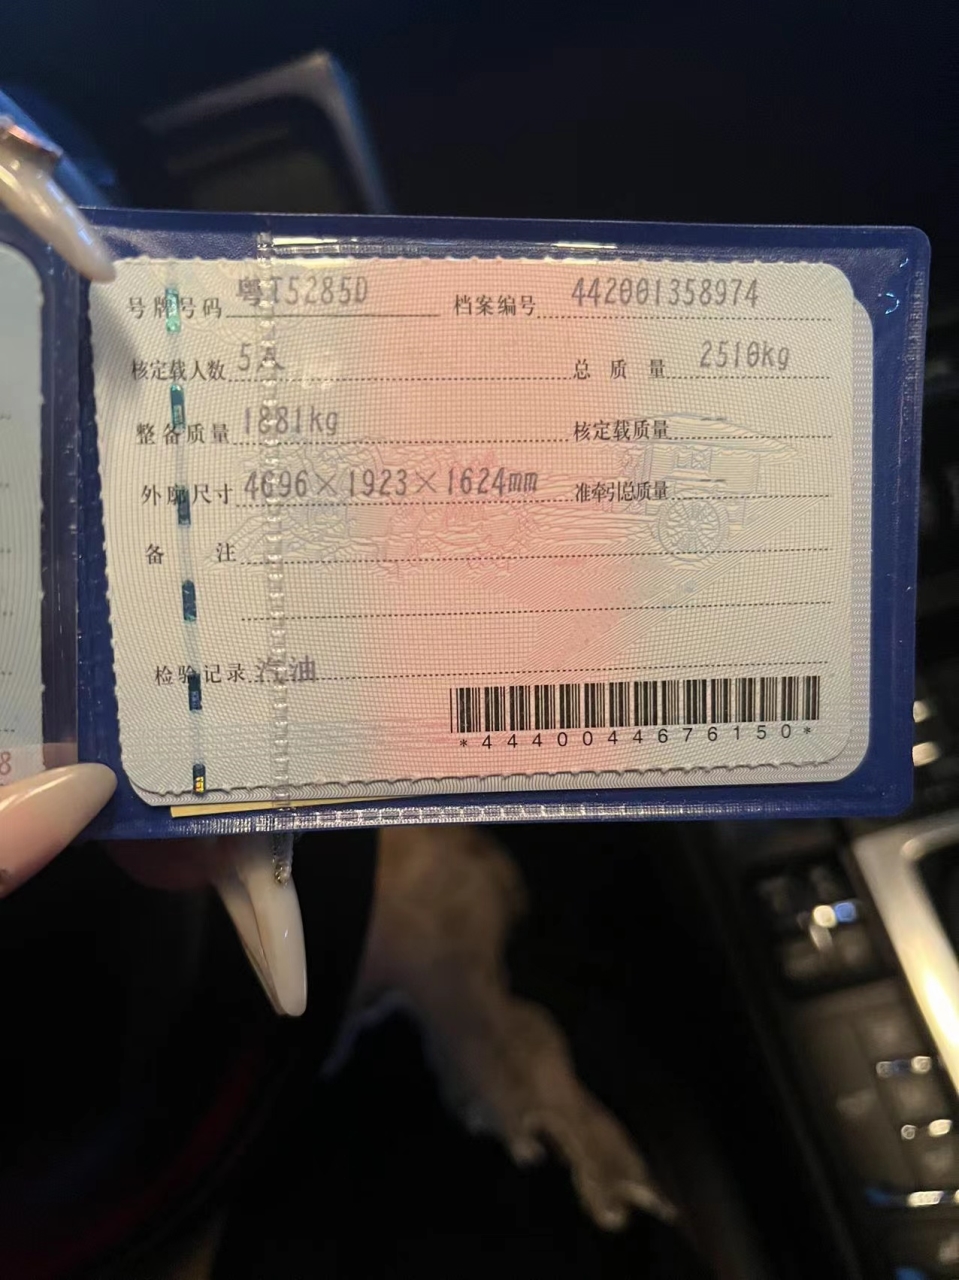 号牌号码 粤T5285D 档案编号 442001358974
核定载人数 5人 总质量 2510kg
整备质量 1881kg 核定载质量 --
外廓尺寸 4696×1923×1624mm 准牵引总质量 --
备注
检验记录 汽油
*4440044676150*
8